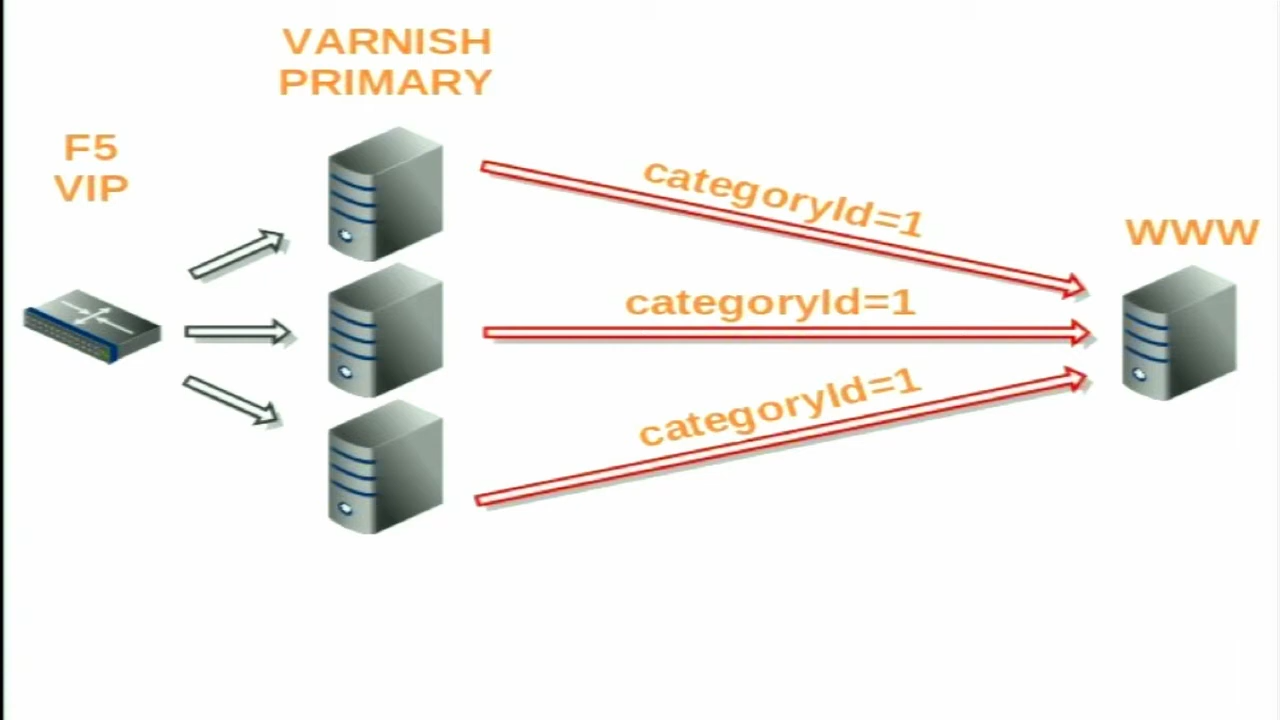 VARNISH
PRIMARY
F5
VIP
categoryId=1
WWW
categoryId=1
categoryId=1